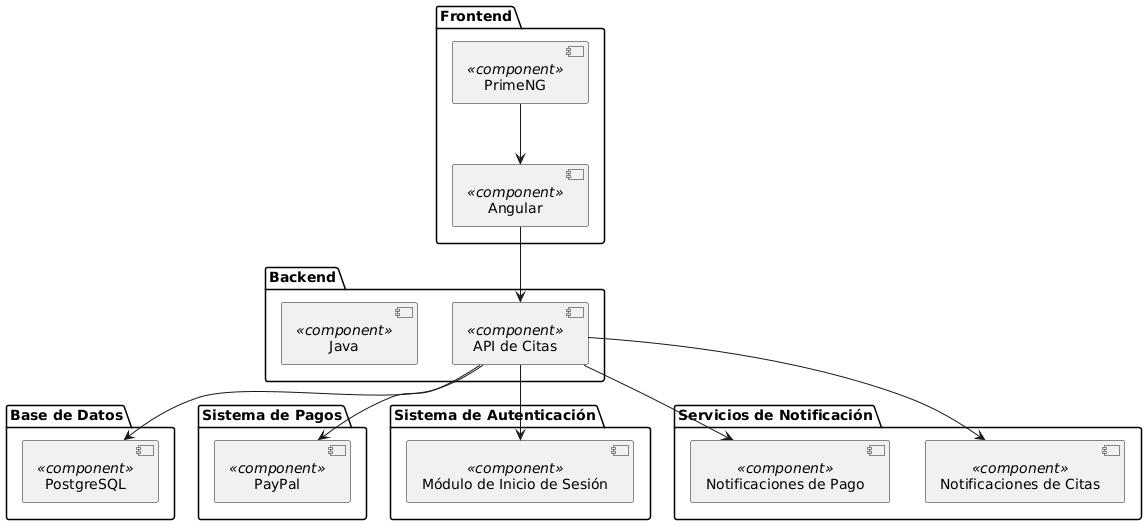 Frontend
«component»
PrimeNG
«component»
Angular
Backend
«component»
Java
«component»
API de Citas
Base de Datos
«component»
PostgreSQL
Sistema de Pagos
«component»
PayPal
Sistema de Autenticación
«component»
Módulo de Inicio de Sesión
Servicios de Notificación
«component»
Notificaciones de Pago
«component»
Notificaciones de Citas